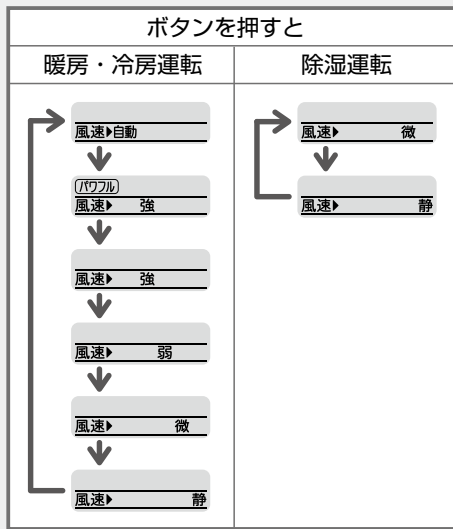 ボタンを押すと
暖房・冷房運転
風速▶自動
パワフル
風速▶ 強
風速▶ 強
風速▶ 弱
風速▶ 微
風速▶ 静
除湿運転
風速▶ 微
風速▶ 静